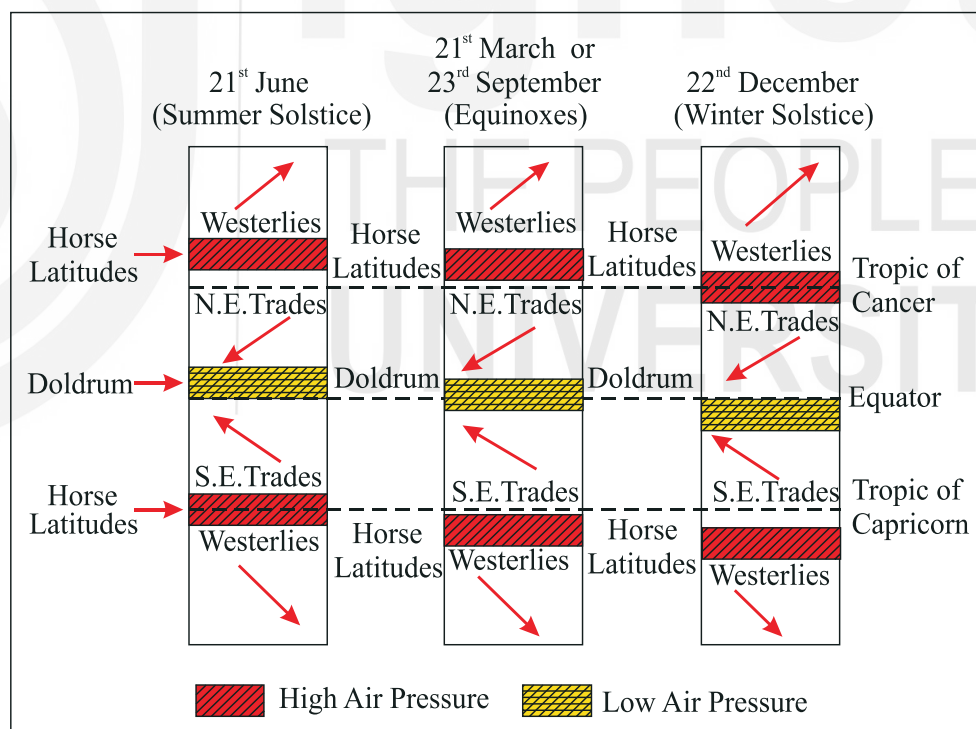 21st March or
21st June
23rd September
22nd December
(Summer Solstice)
(Equinoxes)
(Winter Solstice)
THE PEOPLE
Westerlies
Westerlies
Westerlies
Horse
Latitudes
Horse
Latitudes
Horse
Latitudes
Tropic of
Cancer
N.E.Trades
N.E.Trades
N.E.Trades
UNIVERSIT
Doldrum
Doldrum
Doldrum
Equator
S.E.Trades
S.E.Trades
S.E.Trades
Horse
Latitudes
Tropic of
Capricorn
Westerlies
Horse
Latitudes
Westerlies
Horse
Latitudes
Westerlies
High Air Pressure
Low Air Pressure